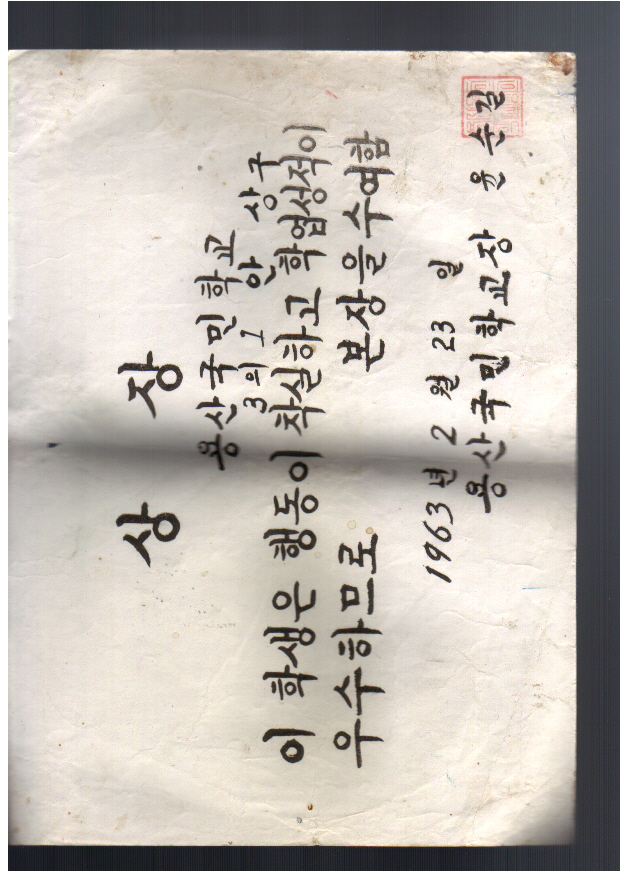 상 장
용산국민학교
3의 1 안 상구
이 학생은 행동이 착실하고 학업성적이
우수하므로 본장을 수여함
1963년 2월 23일
용산국민학교장 윤순길